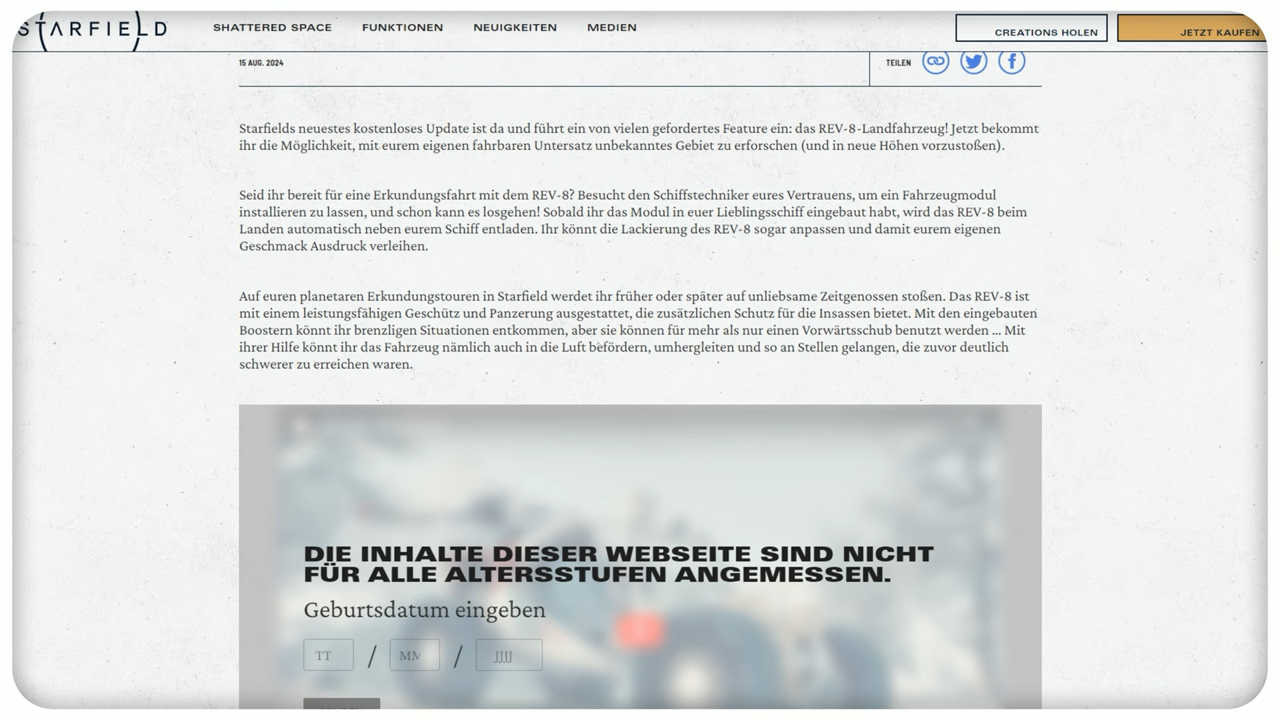 STARFIELD
SHATTERED SPACE
FUNKTIONEN
NEUIGKEITEN
MEDIEN
CREATIONS HOLEN
JETZT KAUFEN
15 AUG. 2024
TEILEN
Starfields neuestes kostenloses Update ist da und führt ein von vielen gefordertes Feature ein: das REV-8-Landfahrzeug! Jetzt bekommt
ihr die Möglichkeit, mit eurem eigenen fahrbaren Untersatz unbekanntes Gebiet zu erforschen (und in neue Höhen vorzustoßen).
Seid ihr bereit für eine Erkundungsfahrt mit dem REV-8? Besucht den Schiffstechniker eures Vertrauens, um ein Fahrzeugmodul
installieren zu lassen, und schon kann es losgehen! Sobald ihr das Modul in euer Lieblingsschiff eingebaut habt, wird das REV-8 beim
Landen automatisch neben eurem Schiff entladen. Ihr könnt die Lackierung des REV-8 sogar anpassen und damit eurem eigenen
Geschmack Ausdruck verleihen.
Auf euren planetaren Erkundungstouren in Starfield werdet ihr früher oder später auf unliebsame Zeitgenossen stoßen. Das REV-8 ist
mit einem leistungsfähigen Geschütz und Panzerung ausgestattet, die zusätzlichen Schutz für die Insassen bietet. Mit den eingebauten
Boostern könnt ihr brenzligen Situationen entkommen, aber sie können für mehr als nur einen Vorwärtsschub benutzt werden ... Mit
ihrer Hilfe könnt ihr das Fahrzeug nämlich auch in die Luft befördern, umhergleiten und so an Stellen gelangen, die zuvor deutlich
schwerer zu erreichen waren.
DIE INHALTE DIESER WEBSEITE SIND NICHT
FÜR ALLE ALTERSSTUFEN ANGEMESSEN.
Geburtsdatum eingeben
TT / MM / JJJJ